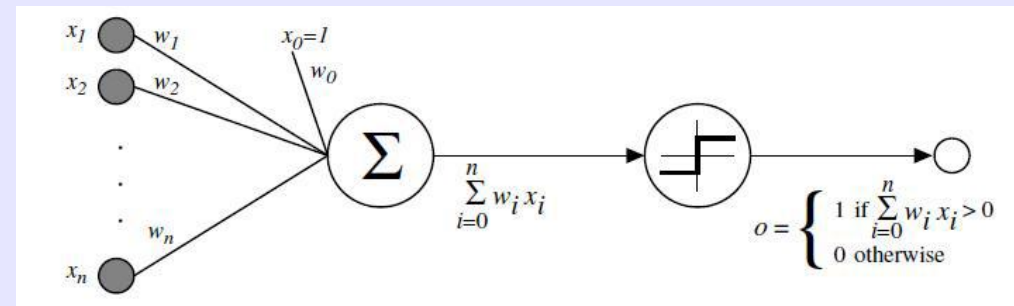 x1 w1 x0=1
w0
x2 w2
.
.
.
wn
xn
Σ
n
Σ wi xi
i=0
o = { 1 if n Σ i=0 wi xi > 0
0 otherwise